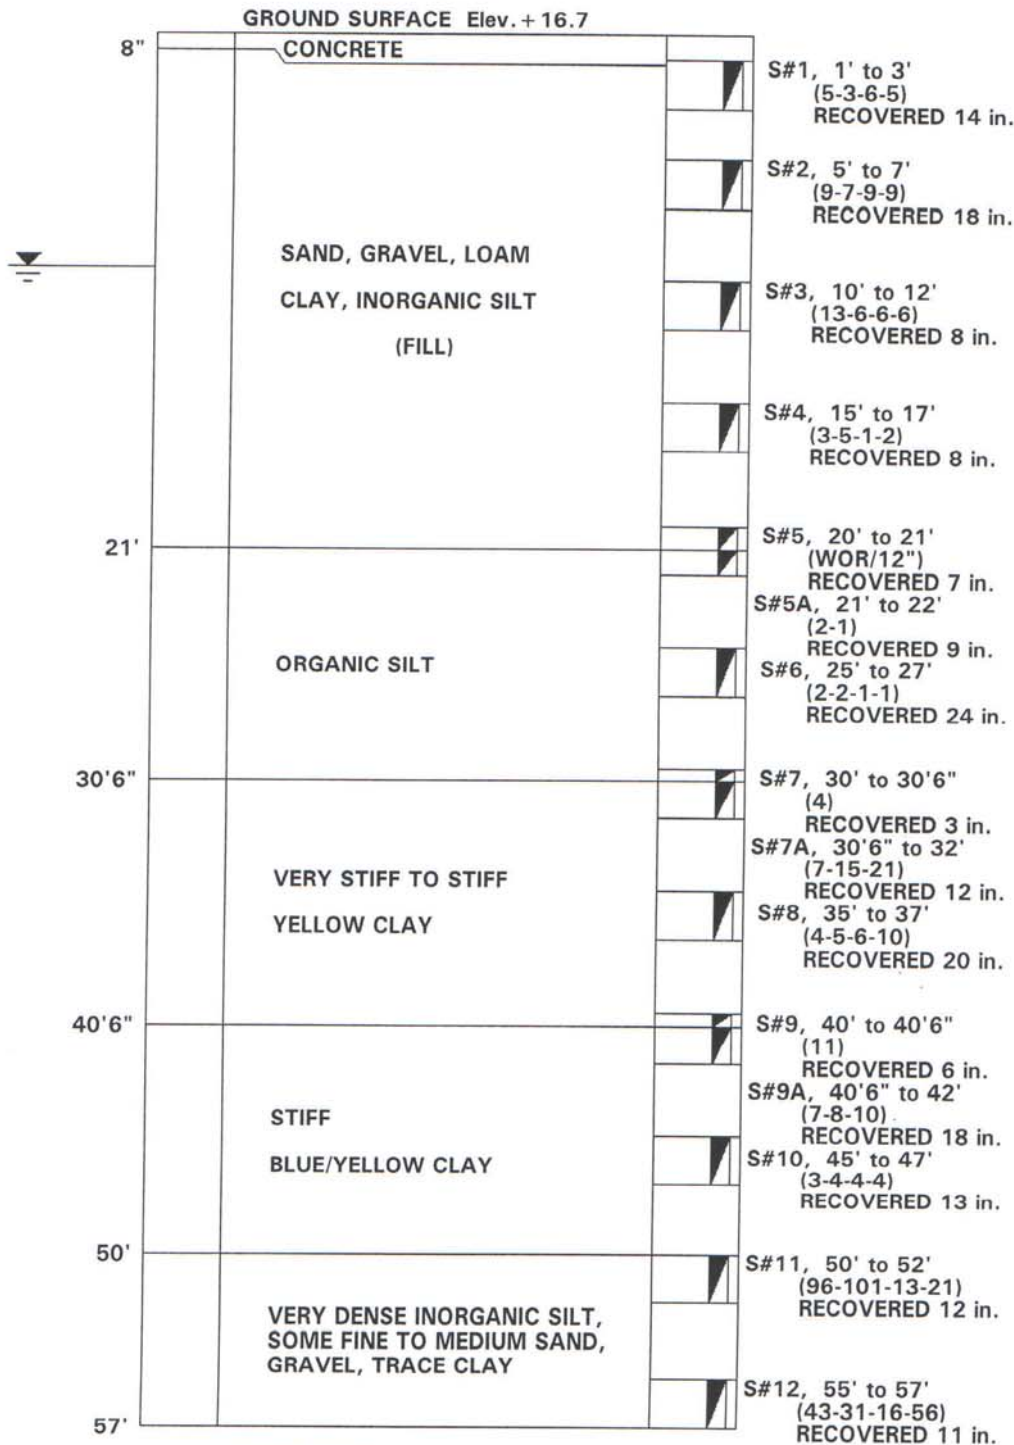 GROUND SURFACE Elev.+16.7
8"
CONCRETE
S#1, 1' to 3'
(5-3-6-5)
RECOVERED 14 in.
S#2, 5' to 7'
(9-7-9-9)
RECOVERED 18 in.
SAND, GRAVEL, LOAM
CLAY, INORGANIC SILT
(FILL)
S#3, 10' to 12'
(13-6-6-6)
RECOVERED 8 in.
S#4, 15' to 17'
(3-5-1-2)
RECOVERED 8 in.
21'
S#5, 20' to 21'
(WOR/12")
RECOVERED 7 in.
S#5A, 21' to 22'
(2-1)
RECOVERED 9 in.
ORGANIC SILT
S#6, 25' to 27'
(2-2-1-1)
RECOVERED 24 in.
30'6"
S#7, 30' to 30'6"
(4)
RECOVERED 3 in.
S#7A, 30'6" to 32'
(7-15-21)
RECOVERED 12 in.
VERY STIFF TO STIFF
YELLOW CLAY
S#8, 35' to 37'
(4-5-6-10)
RECOVERED 20 in.
40'6"
S#9, 40' to 40'6"
(11)
RECOVERED 6 in.
S#9A, 40'6" to 42'
(7-8-10)
RECOVERED 18 in.
STIFF
BLUE/YELLOW CLAY
S#10, 45' to 47'
(3-4-4-4)
RECOVERED 13 in.
50'
S#11, 50' to 52'
(96-101-13-21)
RECOVERED 12 in.
VERY DENSE INORGANIC SILT,
SOME FINE TO MEDIUM SAND,
GRAVEL, TRACE CLAY
S#12, 55' to 57'
(43-31-16-56)
RECOVERED 11 in.
57'